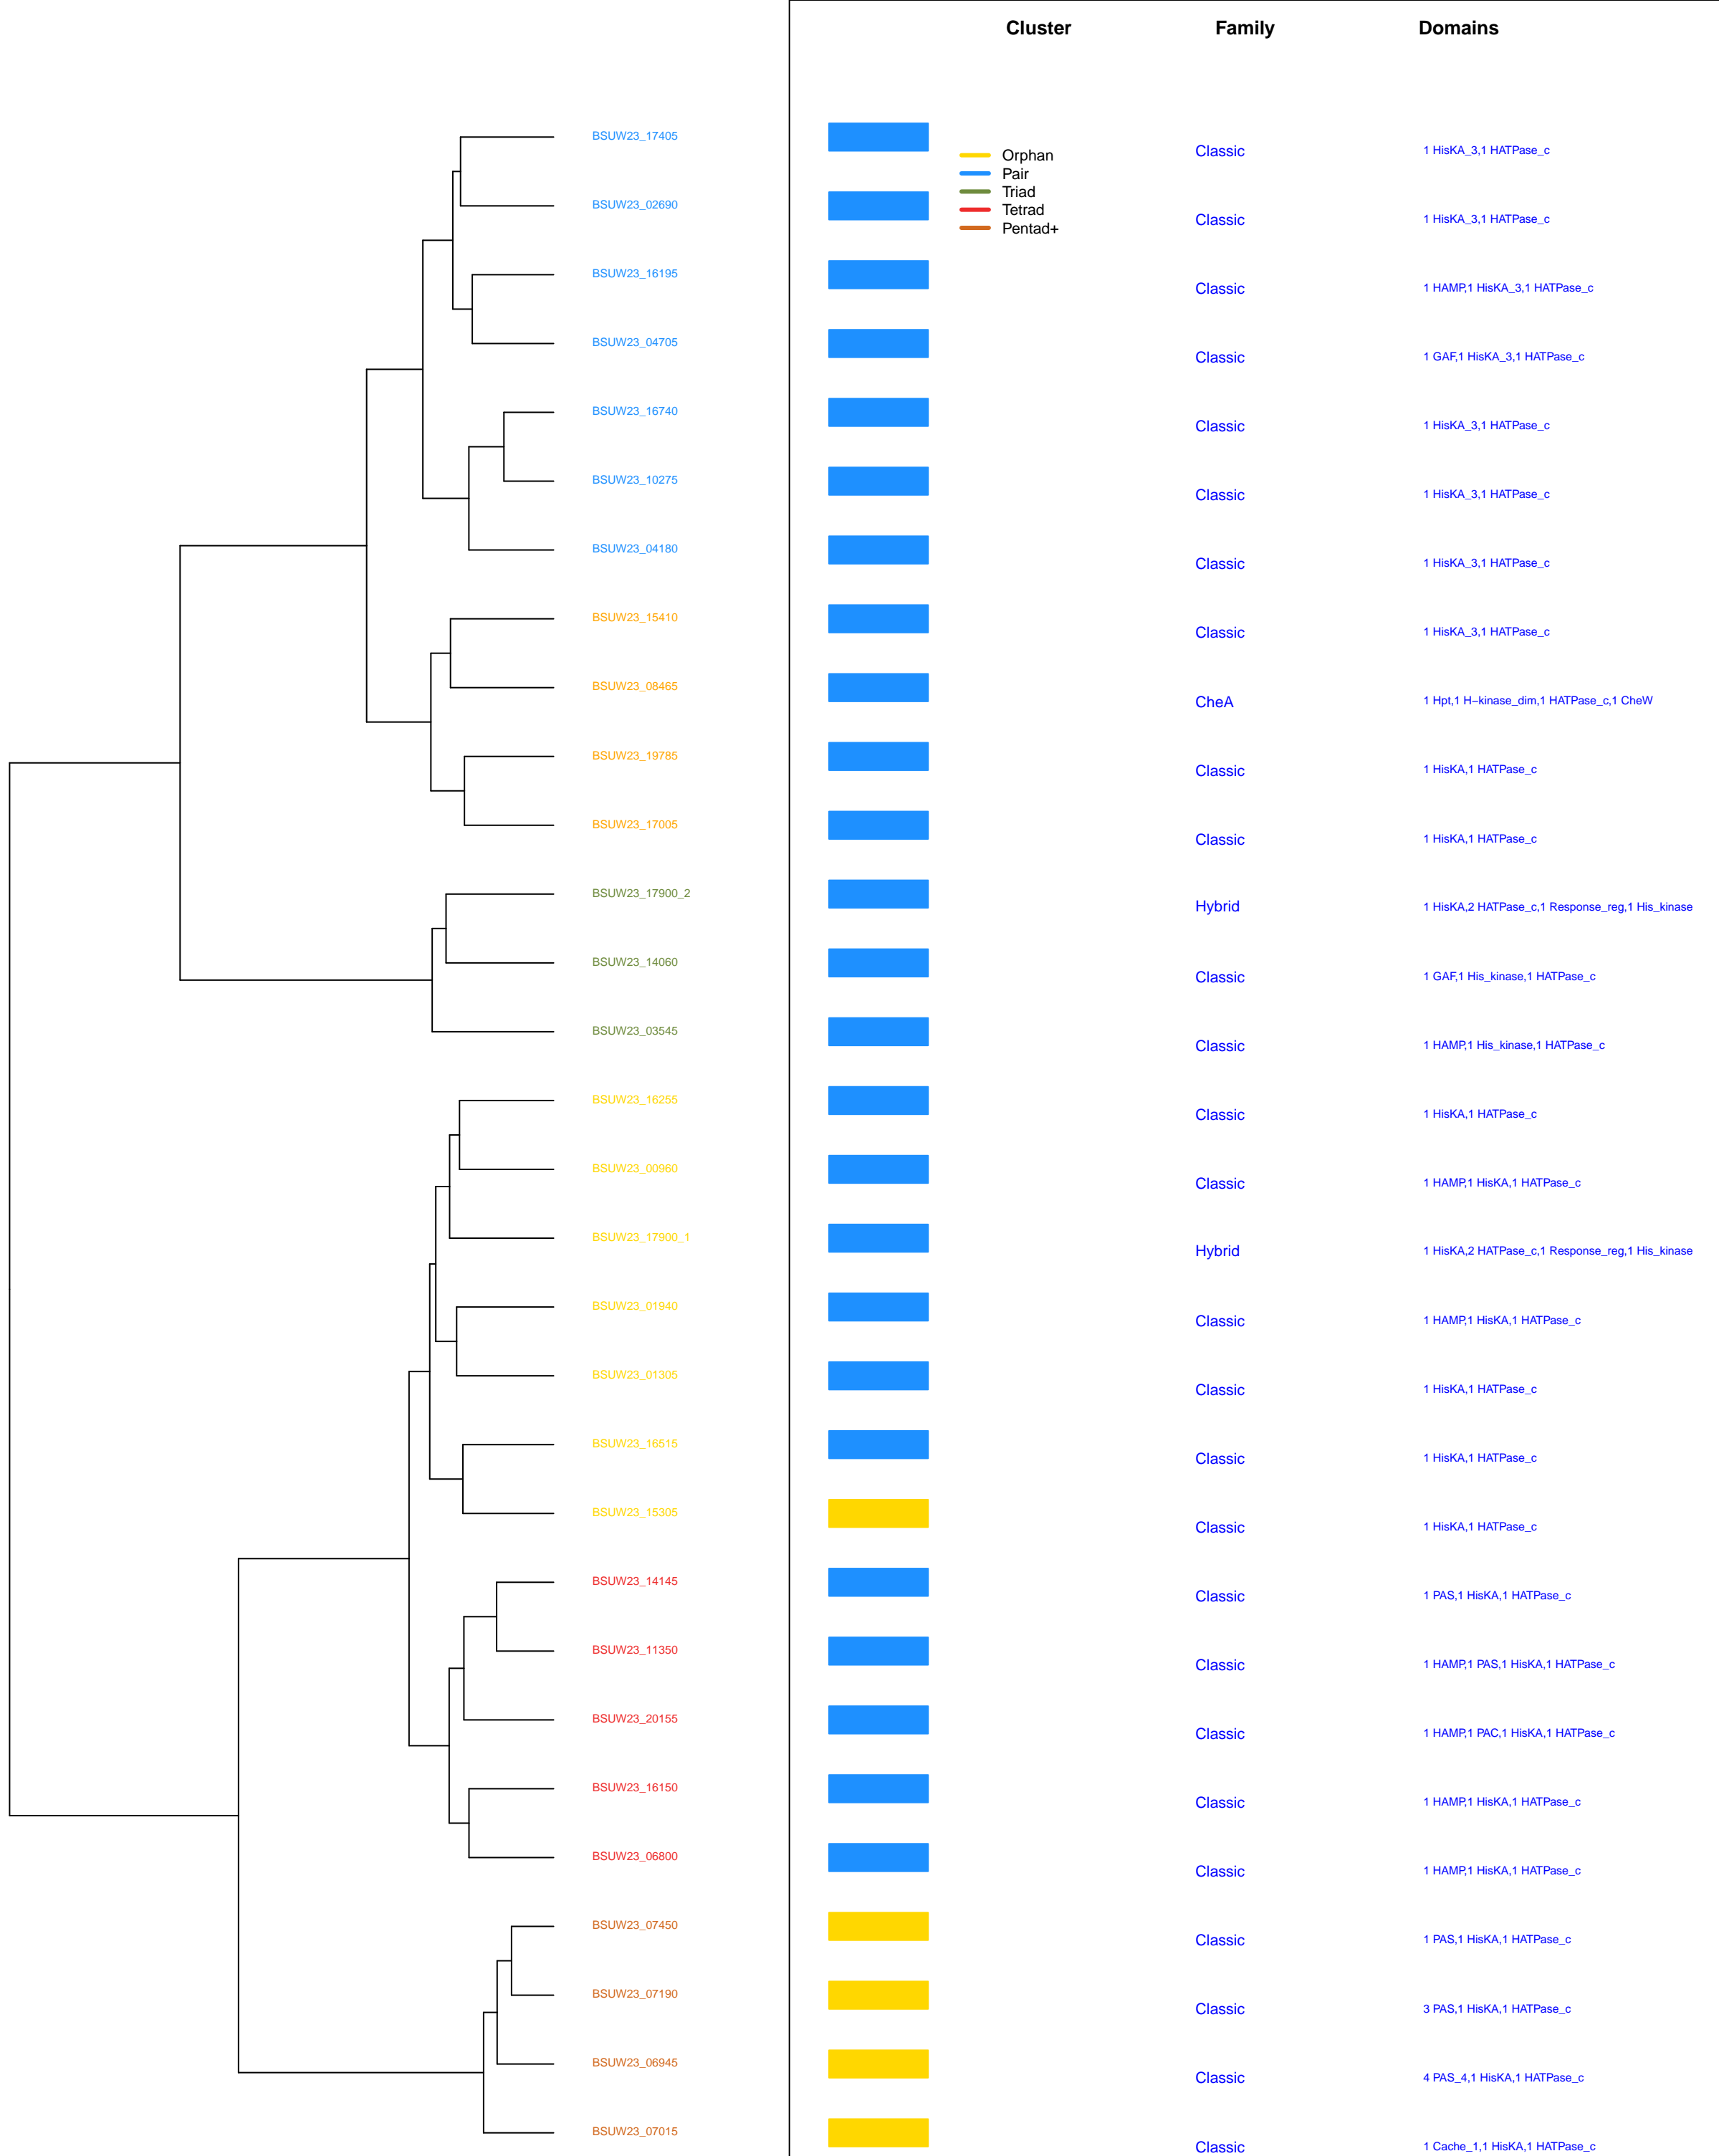 Cluster Family Domains
BSUW23_17405 Classic 1 HisKA_3,1 HATPase_c
Orphan
Pair
Triad
Tetrad
Pentad+
BSUW23_02690 Classic 1 HisKA_3,1 HATPase_c
BSUW23_16195 Classic 1 HAMP,1 HisKA_3,1 HATPase_c
BSUW23_04705 Classic 1 GAF,1 HisKA_3,1 HATPase_c
BSUW23_16740 Classic 1 HisKA_3,1 HATPase_c
BSUW23_10275 Classic 1 HisKA_3,1 HATPase_c
BSUW23_04180 Classic 1 HisKA_3,1 HATPase_c
BSUW23_15410 Classic 1 HisKA_3,1 HATPase_c
BSUW23_08465 CheA 1 Hpt,1 H−kinase_dim,1 HATPase_c,1 CheW
BSUW23_19785 Classic 1 HisKA,1 HATPase_c
BSUW23_17005 Classic 1 HisKA,1 HATPase_c
BSUW23_17900_2 Hybrid 1 HisKA,2 HATPase_c,1 Response_reg,1 His_kinase
BSUW23_14060 Classic 1 GAF,1 His_kinase,1 HATPase_c
BSUW23_03545 Classic 1 HAMP,1 His_kinase,1 HATPase_c
BSUW23_16255 Classic 1 HisKA,1 HATPase_c
BSUW23_00960 Classic 1 HAMP,1 HisKA,1 HATPase_c
BSUW23_17900_1 Hybrid 1 HisKA,2 HATPase_c,1 Response_reg,1 His_kinase
BSUW23_01940 Classic 1 HAMP,1 HisKA,1 HATPase_c
BSUW23_01305 Classic 1 HisKA,1 HATPase_c
BSUW23_16515 Classic 1 HisKA,1 HATPase_c
BSUW23_15305 Classic 1 HisKA,1 HATPase_c
BSUW23_14145 Classic 1 PAS,1 HisKA,1 HATPase_c
BSUW23_11350 Classic 1 HAMP,1 PAS,1 HisKA,1 HATPase_c
BSUW23_20155 Classic 1 HAMP,1 PAC,1 HisKA,1 HATPase_c
BSUW23_16150 Classic 1 HAMP,1 HisKA,1 HATPase_c
BSUW23_06800 Classic 1 HAMP,1 HisKA,1 HATPase_c
BSUW23_07450 Classic 1 PAS,1 HisKA,1 HATPase_c
BSUW23_07190 Classic 3 PAS,1 HisKA,1 HATPase_c
BSUW23_06945 Classic 4 PAS_4,1 HisKA,1 HATPase_c
BSUW23_07015 Classic 1 Cache_1,1 HisKA,1 HATPase_c